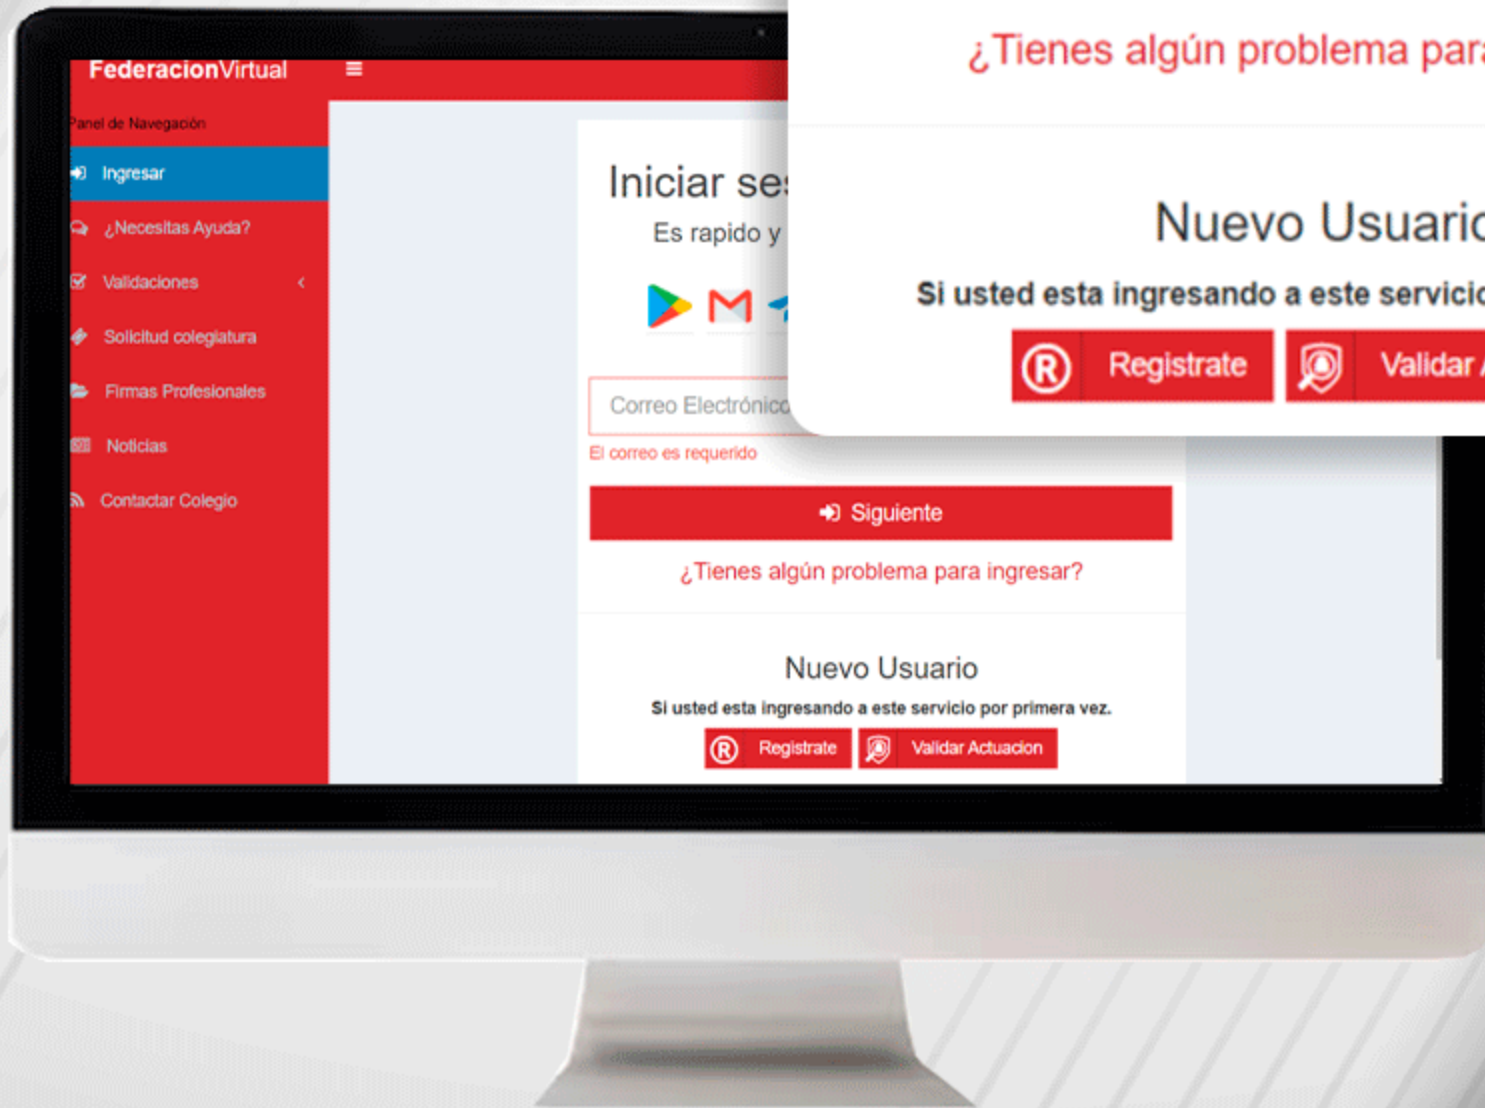 FederacionVirtual
Panel de Navegación
Ingresar
¿Necesitas Ayuda?
Validaciones
Solicitud colegiatura
Firmas Profesionales
Noticias
Contactar Colegio
Iniciar
Es rapido y
Correo Electrónico
El correo es requerido
Siguiente
¿Tienes algún problema para ingresar?
Nuevo Usuario
Si usted esta ingresando a este servicio por primera vez.
Registrate
Validar Actuacion
¿Tienes algún problema para
Nuevo Usuario
Si usted esta ingresando a este servicio
Registrate
Validar